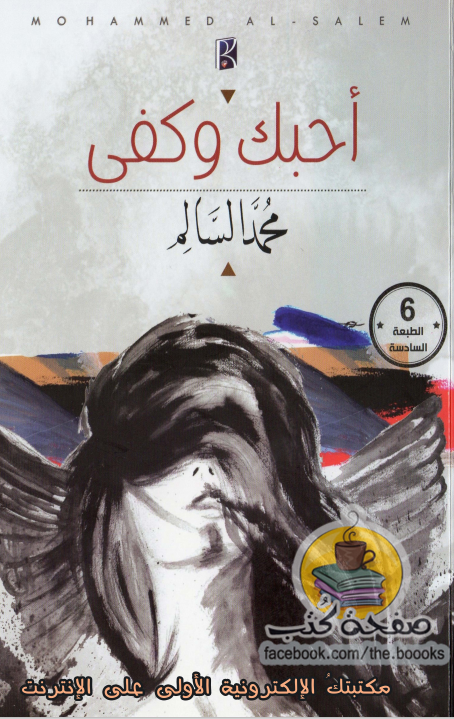 MOHAMMED AL-SALEM
أحبك وكفى
محمد السالم
6
الطبعة
السادسة
صفحة كتب
facebook.com/the.boooks
مكتبتك الإلكترونية الأولى على الإنترنت